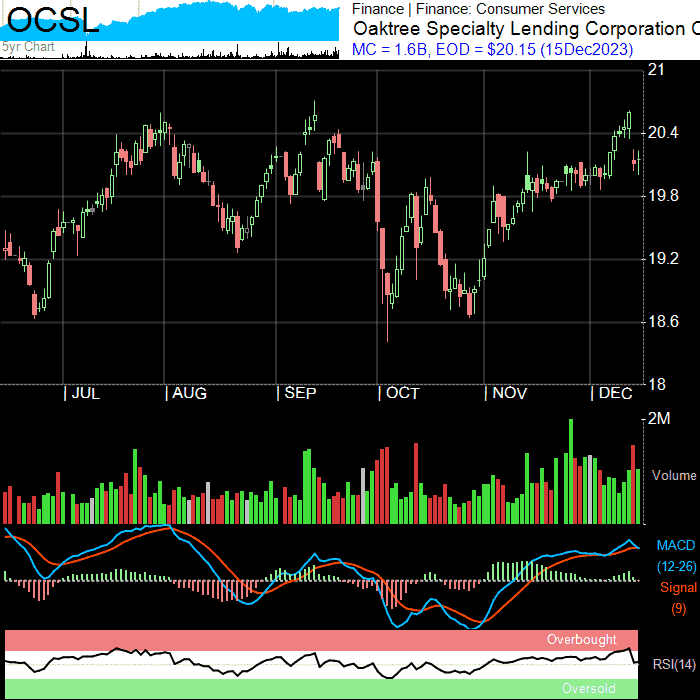 OCSL
5yr Chart
Finance | Finance: Consumer Services
Oaktree Specialty Lending Corporation C
MC = 1.6B, EOD = $20.15 (15Dec2023)
21
20.4
19.8
19.2
18.6
18
| JUL | AUG | SEP | OCT | NOV | DEC
2M
Volume
MACD
(12-26)
Signal
(9)
Overbought
RSI(14)
Oversold